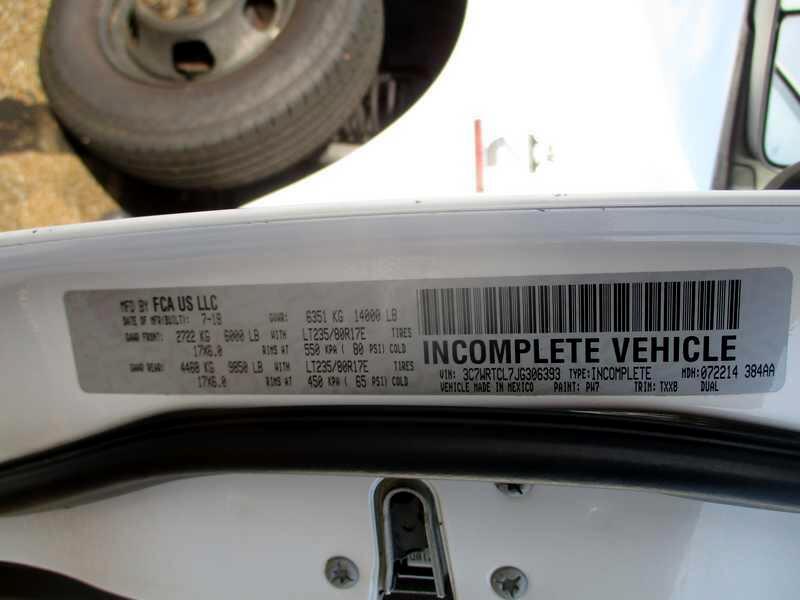 MFD BY FCA US LLC
DATE OF MFR(BUILT): 7-18 GVWR: 6351 KG 14000 LB
GAWR FRONT: 2722 KG 6000 LB WITH LT235/80R17E TIRES
17X6.0 RIMS AT 550 KPA ( 80 PSI) COLD
GAWR REAR: 4468 KG 9850 LB WITH LT235/80R17E TIRES
17X6.0 RIMS AT 450 KPA ( 65 PSI) COLD
INCOMPLETE VEHICLE
VIN: 3C7WRTCL7JG306393 TYPE: INCOMPLETE MDH: 072214 384AA
VEHICLE MADE IN MEXICO PAINT: PW7 TRIM: TXX8 DUAL